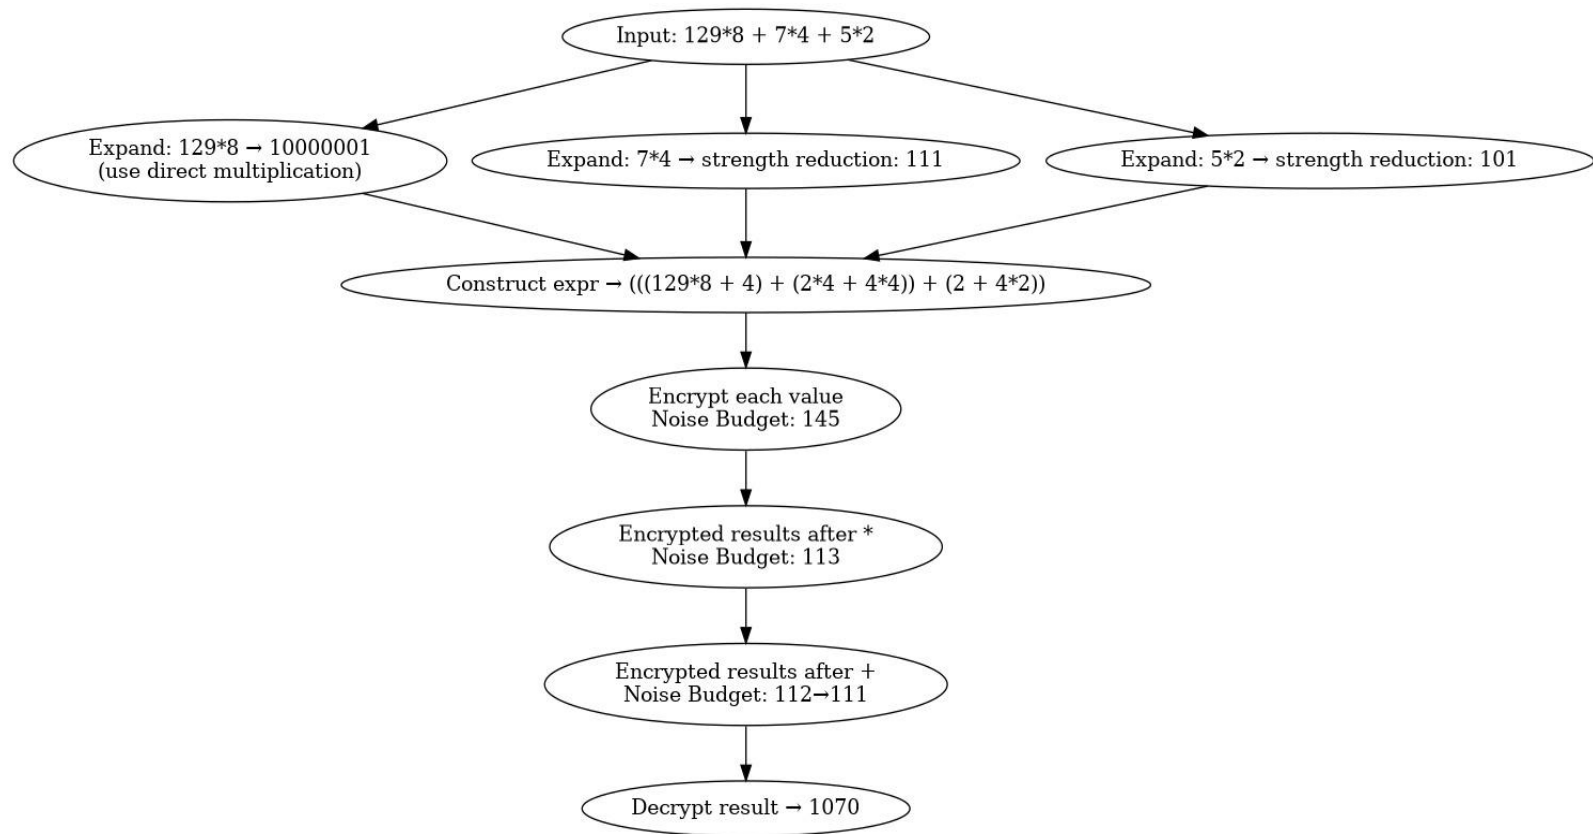 Input: 129*8 + 7*4 + 5*2
Expand: 129*8 → 10000001
(use direct multiplication)
Expand: 7*4 → strength reduction: 111
Expand: 5*2 → strength reduction: 101
Construct expr → (((129*8 + 4) + (2*4 + 4*4)) + (2 + 4*2))
Encrypt each value
Noise Budget: 145
Encrypted results after *
Noise Budget: 113
Encrypted results after +
Noise Budget: 112→111
Decrypt result → 1070